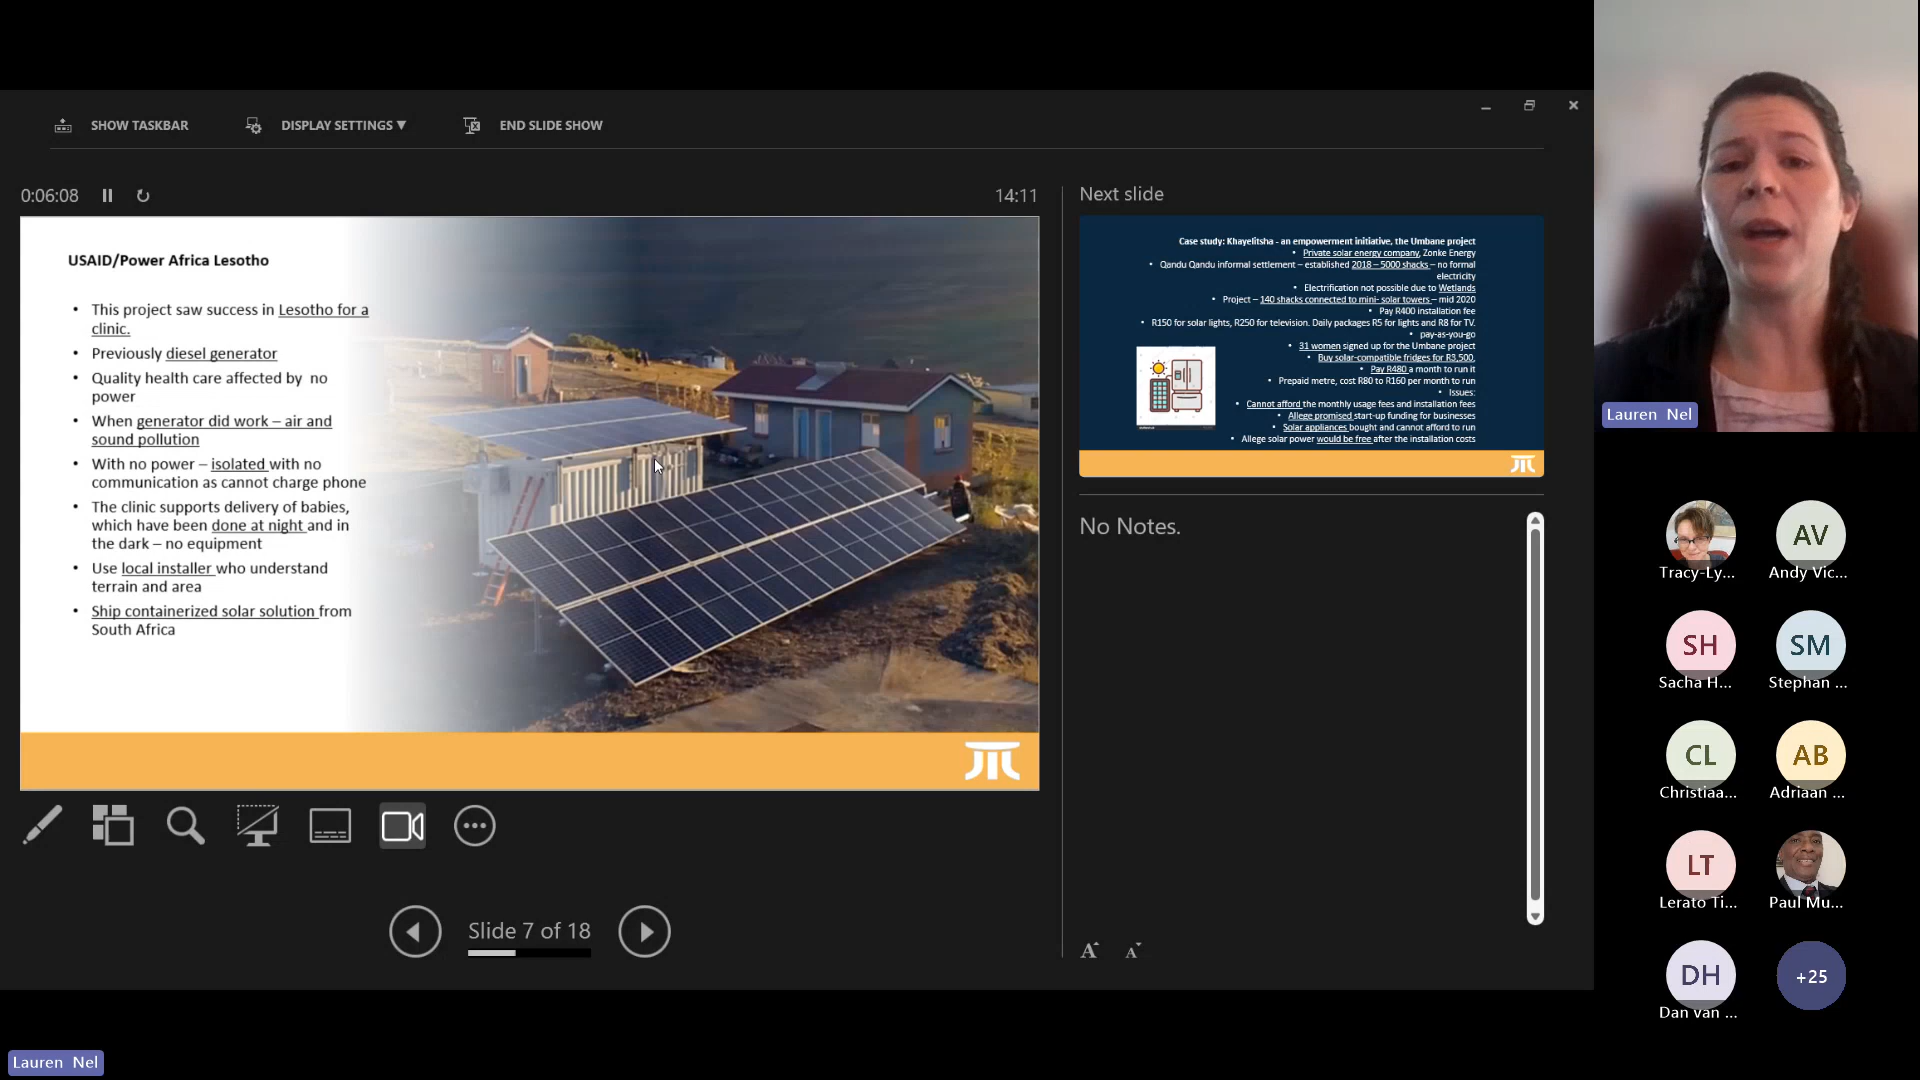 SHOW TASKBAR
DISPLAY SETTINGS ▼
END SLIDE SHOW
0:06:08
14:11
USAID/Power Africa Lesotho
• This project saw success in Lesotho for a
clinic.
• Previously diesel generator
• Quality health care affected by no
power
• When generator did work – air and
sound pollution
• With no power – isolated with no
communication as cannot charge phone
• The clinic supports delivery of babies,
which have been done at night and in
the dark – no equipment
• Use local installer who understand
terrain and area
• Ship containerized solar solution from
South Africa
Slide 7 of 18
Next slide
Case study: Khayelitsha - an empowerment initiative, the Umbane project
• Private solar energy company, Zonke Energy
• Qandu Qandu informal settlement – established 2018 – 5000 shacks – no formal
electricity
• Electrification not possible due to Wetlands
• Project – 140 shacks connected to mini- solar towers – mid 2020
• Pay R400 installation fee
• R150 for solar lights, R250 for television. Daily packages R5 for lights and R8 for TV.
• pay-as-you-go
• 31 women signed up for the Umbane project
• Buy solar-compatible fridges for R3,500,
• Pay R480 a month to run it
• Prepaid metre, cost R80 to R160 per month to run
• Issues:
• Cannot afford the monthly usage fees and installation fees
• Allege promised start-up funding for businesses
• Solar appliances bought and cannot afford to run
• Allege solar power would be free after the installation costs
No Notes.
A A
Lauren Nel
Tracy-Ly...
AV
Andy Vic...
SH
Sacha H...
SM
Stephan ...
CL
Christiaa...
AB
Adriaan ...
LT
Lerato Ti...
Paul Mu...
DH
Dan van ...
+25
Lauren Nel